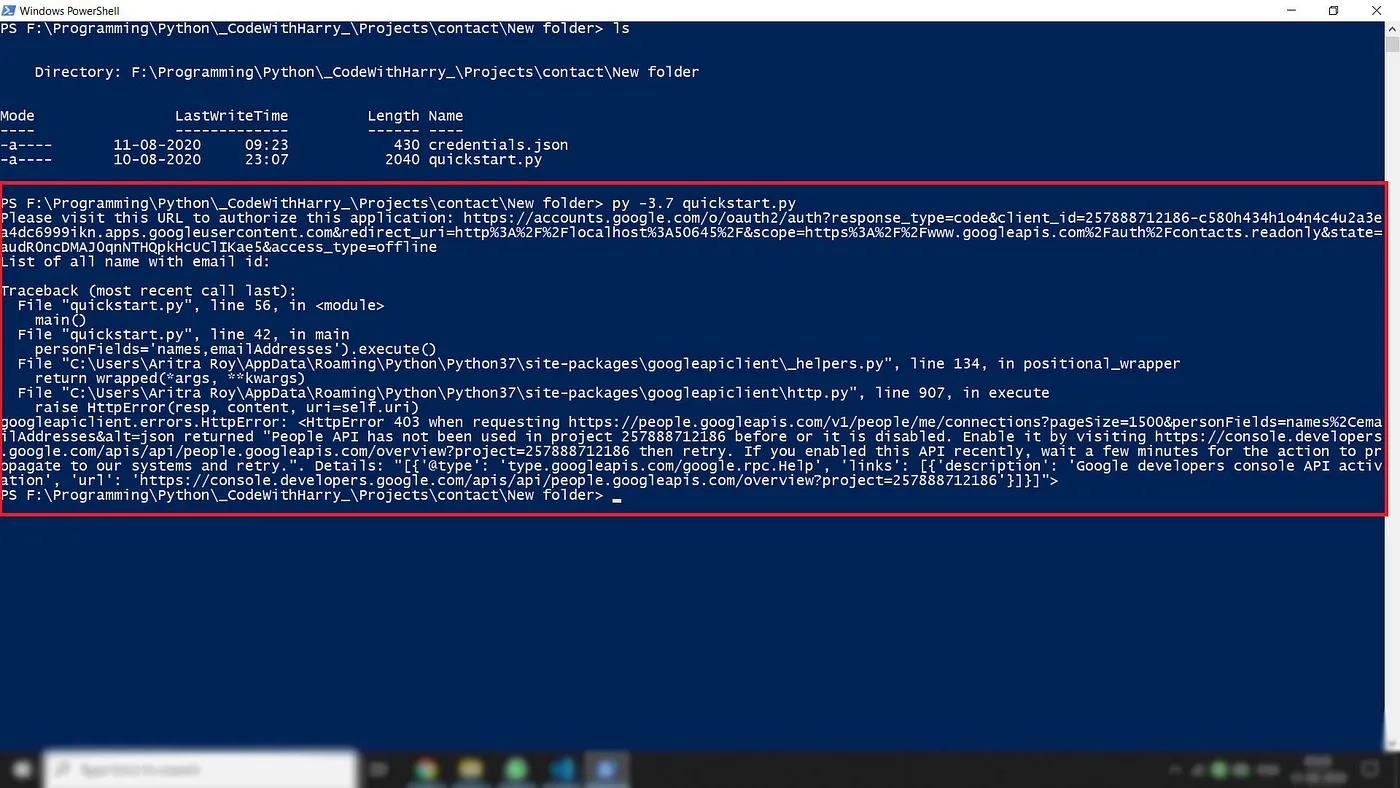 Windows PowerShell
PS F:\Programming\Python\_CodeWithHarry_\Projects\contact\New folder> ls
Directory: F:\Programming\Python\_CodeWithHarry_\Projects\contact\New folder
Mode LastWriteTime Length Name
---- ------------- ------ ----
-a---- 11-08-2020 09:23 430 credentials.json
-a---- 10-08-2020 23:07 2040 quickstart.py
PS F:\Programming\Python\_CodeWithHarry_\Projects\contact\New folder> py -3.7 quickstart.py
Please visit this URL to authorize this application: https://accounts.google.com/o/oauth2/auth?response_type=code&client_id=257888712186-c580h434h1o4n4c4u2a3e
a4dc6999ikn.apps.googleusercontent.com&redirect_uri=http%3A%2F%2Flocalhost%3A50645%2F&scope=https%3A%2F%2Fwww.googleapis.com%2Fauth%2Fcontacts.readonly&state=
audROncDMAJOqnNTHQpkHcUClIKae5&access_type=offline
List of all name with email id:
Traceback (most recent call last):
File "quickstart.py", line 56, in <module>
main()
File "quickstart.py", line 42, in main
personFields='names,emailAddresses').execute()
File "C:\Users\Aritra Roy\AppData\Roaming\Python\Python37\site-packages\googleapiclient\_helpers.py", line 134, in positional_wrapper
return wrapped(*args, **kwargs)
File "C:\Users\Aritra Roy\AppData\Roaming\Python\Python37\site-packages\googleapiclient\http.py", line 907, in execute
raise HttpError(resp, content, uri=self.uri)
googleapiclient.errors.HttpError: <HttpError 403 when requesting https://people.googleapis.com/v1/people/me/connections?pageSize=1500&personFields=names%2Cema
ilAddresses&alt=json returned "People API has not been used in project 257888712186 before or it is disabled. Enable it by visiting https://console.developers
.google.com/apis/api/people.googleapis.com/overview?project=257888712186 then retry. If you enabled this API recently, wait a few minutes for the action to pr
opagate to our systems and retry.". Details: "[{'@type': 'type.googleapis.com/google.rpc.Help', 'links': [{'description': 'Google developers console API activ
ation', 'url': 'https://console.developers.google.com/apis/api/people.googleapis.com/overview?project=257888712186'}]}]">
PS F:\Programming\Python\_CodeWithHarry_\Projects\contact\New folder> _